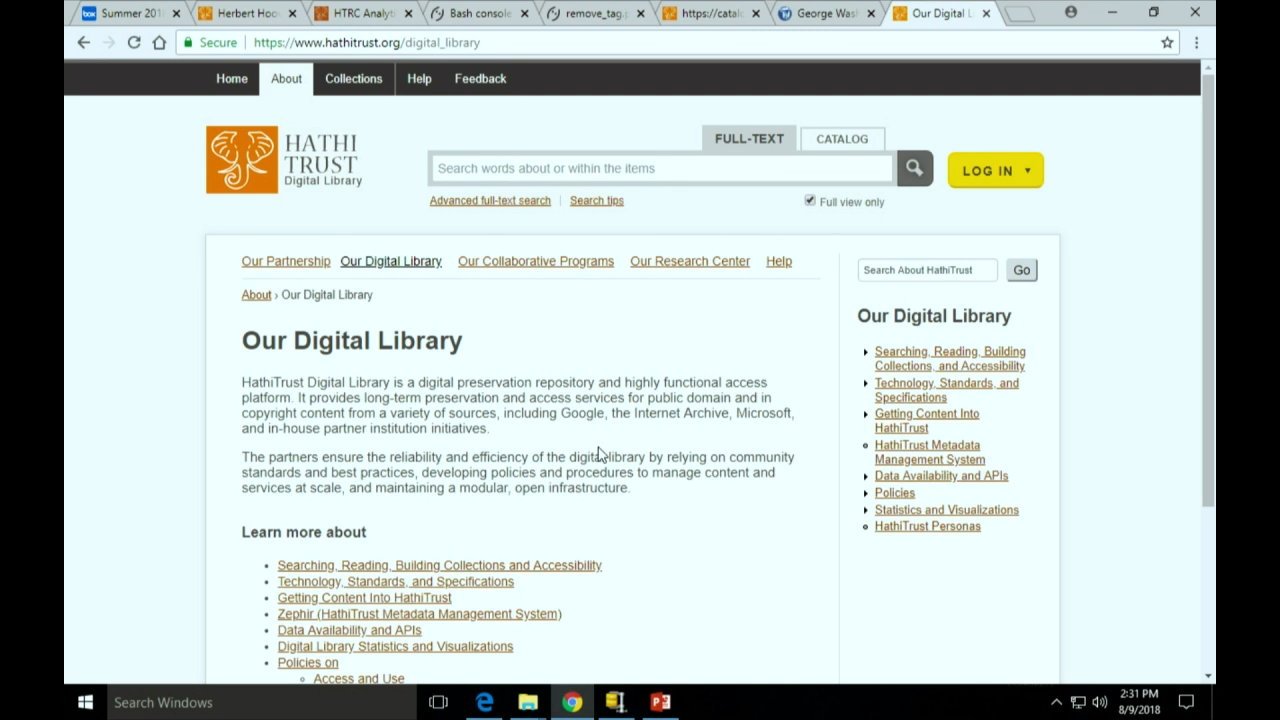 Summer 201
Herbert Hoo
HTRC Analyt
Bash console
remove_tag.
https://catal
George Was
Our Digital L
Secure
https://www.hathitrust.org/digital_library
Home
About
Collections
Help
Feedback
HATHI
TRUST
Digital Library
FULL-TEXT
CATALOG
Search words about or within the items
LOG IN
Advanced full-text search
Search tips
Full view only
Our Partnership
Our Digital Library
Our Collaborative Programs
Our Research Center
Help
About › Our Digital Library
Our Digital Library
HathiTrust Digital Library is a digital preservation repository and highly functional access
platform. It provides long-term preservation and access services for public domain and in
copyright content from a variety of sources, including Google, the Internet Archive, Microsoft,
and in-house partner institution initiatives.
The partners ensure the reliability and efficiency of the digital library by relying on community
standards and best practices, developing policies and procedures to manage content and
services at scale, and maintaining a modular, open infrastructure.
Learn more about
Searching, Reading, Building Collections and Accessibility
Technology, Standards, and Specifications
Getting Content Into HathiTrust
Zephir (HathiTrust Metadata Management System)
Data Availability and APIs
Digital Library Statistics and Visualizations
Policies on
Access and Use
Search About HathiTrust
Go
Our Digital Library
Searching, Reading, Building
Collections, and Accessibility
Technology, Standards, and
Specifications
Getting Content Into
HathiTrust
HathiTrust Metadata
Management System
Data Availability and APIs
Policies
Statistics and Visualizations
HathiTrust Personas
Search Windows
2:31 PM
8/9/2018